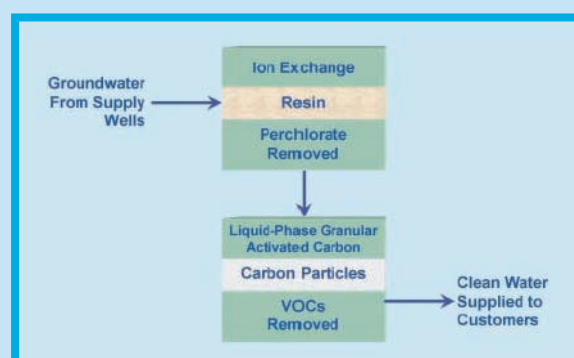 Ion Exchange
Groundwater
From Supply
Wells
Resin
Perchlorate
Removed
Liquid-Phase Granular
Activated Carbon
Carbon Particles
VOCs
Removed
Clean Water
Supplied to
Customers